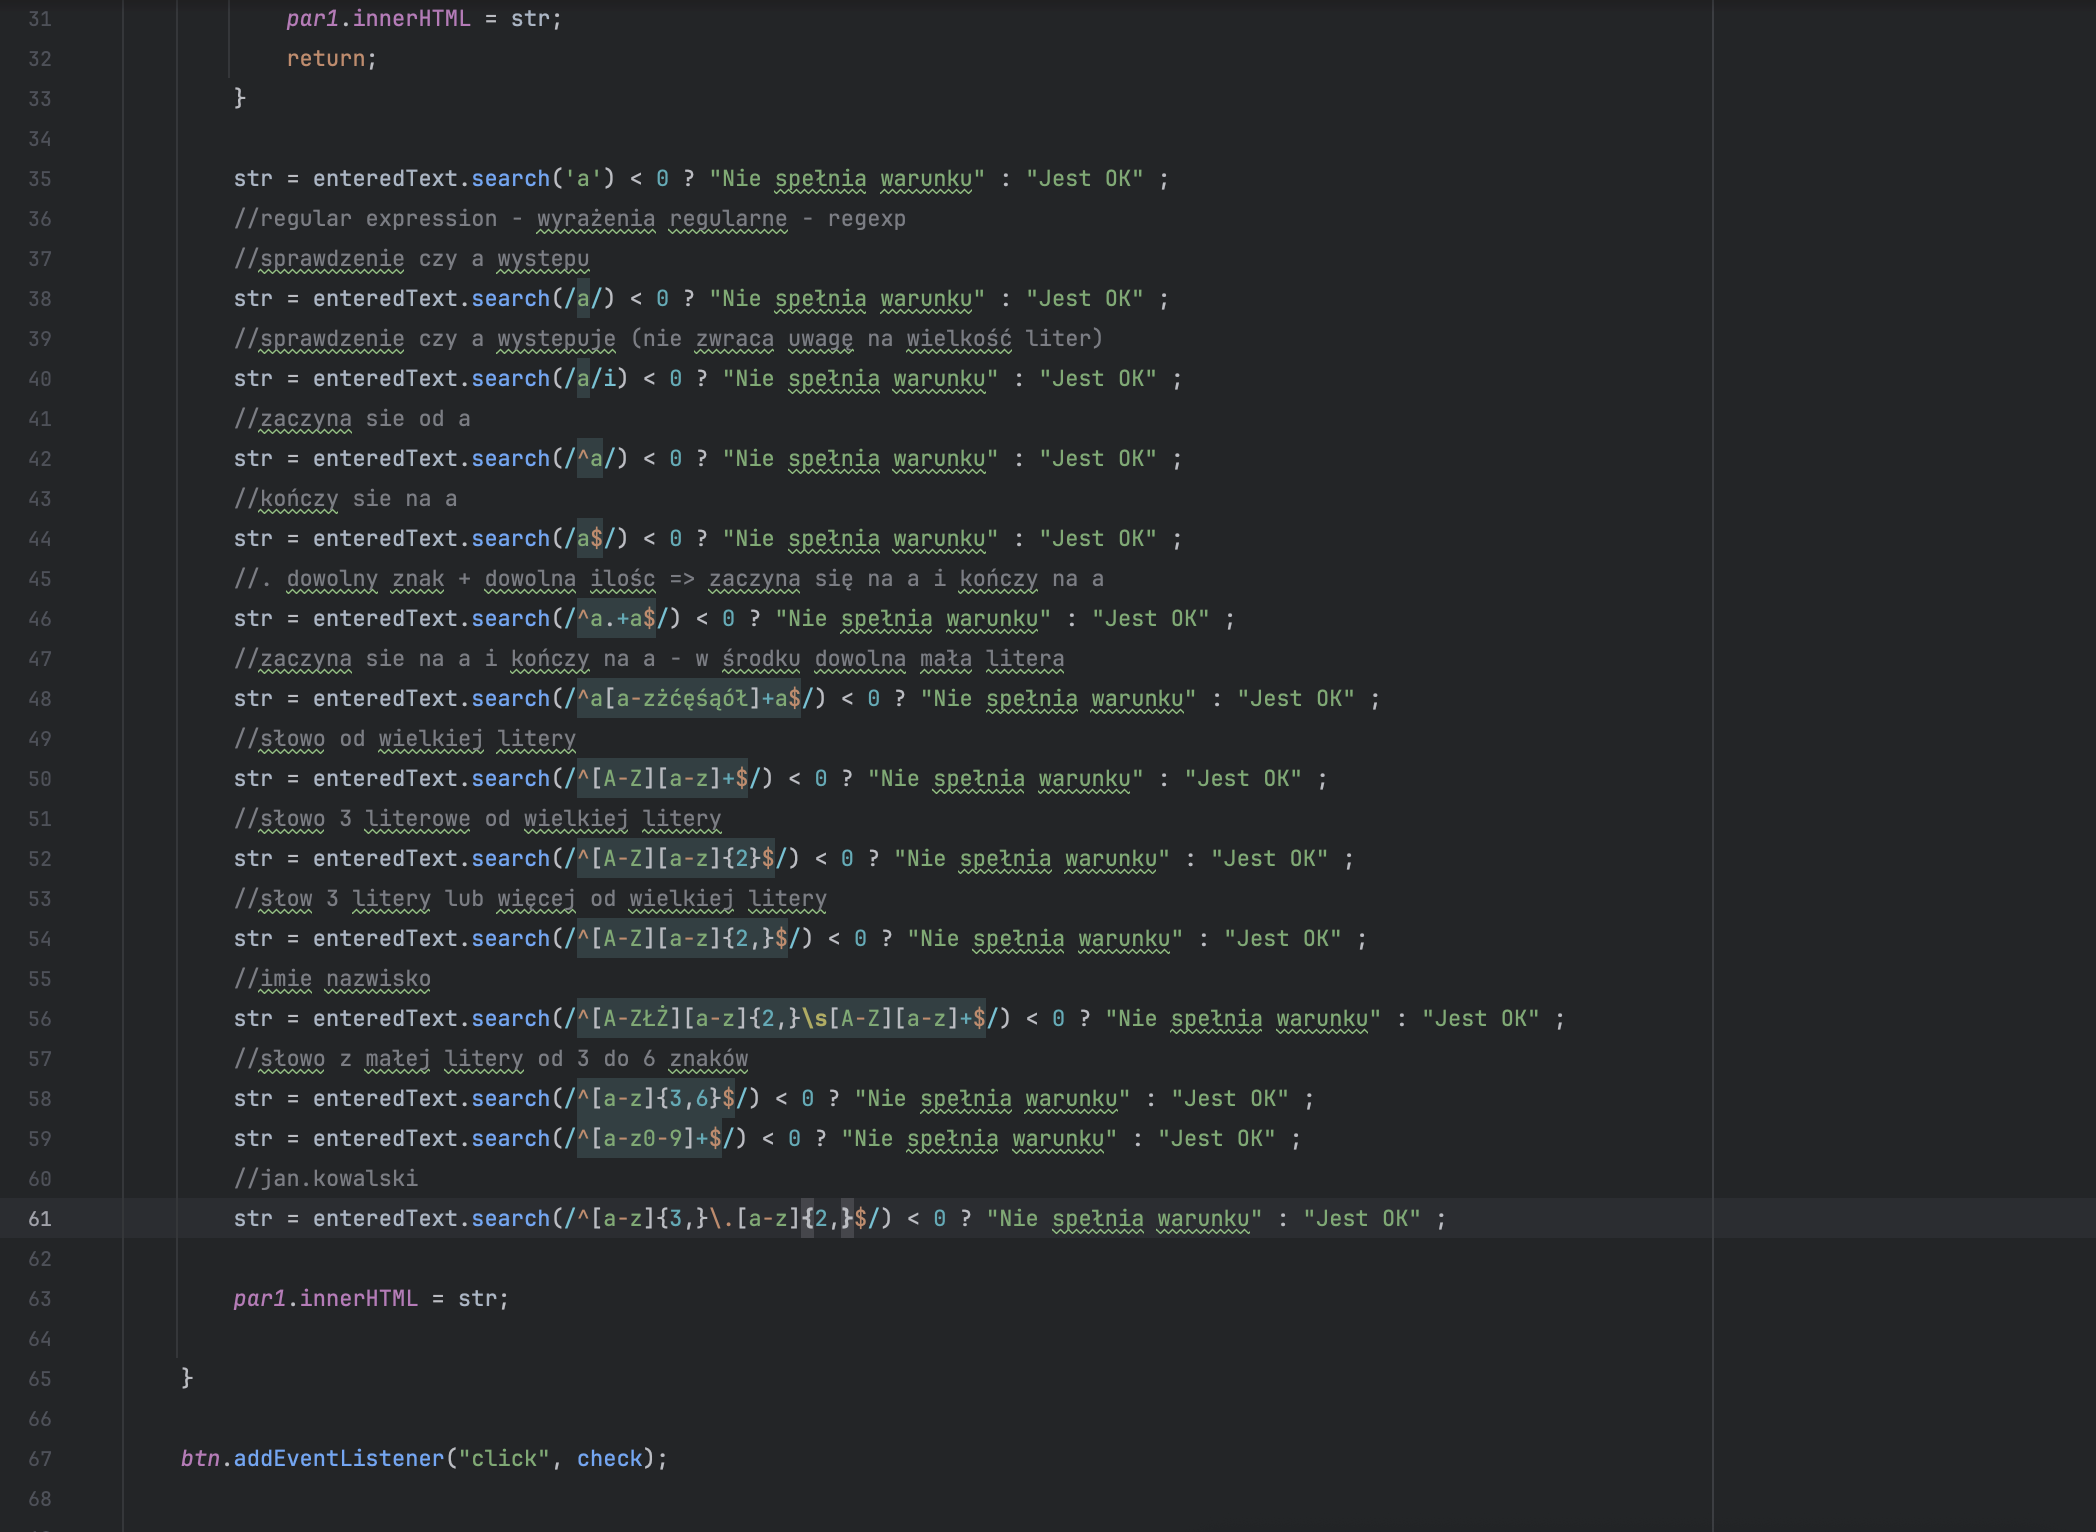 31 par1.innerHTML = str;
32 return;
33 }
34
35 str = enteredText.search('a') < 0 ? "Nie spełnia warunku" : "Jest OK" ;
36 //regular expression - wyrażenia regularne - regexp
37 //sprawdzenie czy a wystepu
38 str = enteredText.search(/a/) < 0 ? "Nie spełnia warunku" : "Jest OK" ;
39 //sprawdzenie czy a wystepuje (nie zwraca uwagę na wielkość liter)
40 str = enteredText.search(/a/i) < 0 ? "Nie spełnia warunku" : "Jest OK" ;
41 //zaczyna sie od a
42 str = enteredText.search(/^a/) < 0 ? "Nie spełnia warunku" : "Jest OK" ;
43 //kończy sie na a
44 str = enteredText.search(/a$/) < 0 ? "Nie spełnia warunku" : "Jest OK" ;
45 //. dowolny znak + dowolna ilośc => zaczyna się na a i kończy na a
46 str = enteredText.search(/^a.+a$/) < 0 ? "Nie spełnia warunku" : "Jest OK" ;
47 //zaczyna sie na a i kończy na a - w środku dowolna mała litera
48 str = enteredText.search(/^a[a-zżćęśąół]+a$/) < 0 ? "Nie spełnia warunku" : "Jest OK" ;
49 //słowo od wielkiej litery
50 str = enteredText.search(/^[A-Z][a-z]+$/) < 0 ? "Nie spełnia warunku" : "Jest OK" ;
51 //słowo 3 literowe od wielkiej litery
52 str = enteredText.search(/^[A-Z][a-z]{2}$/) < 0 ? "Nie spełnia warunku" : "Jest OK" ;
53 //słow 3 litery lub więcej od wielkiej litery
54 str = enteredText.search(/^[A-Z][a-z]{2,}$/) < 0 ? "Nie spełnia warunku" : "Jest OK" ;
55 //imie nazwisko
56 str = enteredText.search(/^[A-ZŁŻ][a-z]{2,}\s[A-Z][a-z]+$/) < 0 ? "Nie spełnia warunku" : "Jest OK" ;
57 //słowo z małej litery od 3 do 6 znaków
58 str = enteredText.search(/^[a-z]{3,6}$/) < 0 ? "Nie spełnia warunku" : "Jest OK" ;
59 str = enteredText.search(/^[a-z0-9]+$/) < 0 ? "Nie spełnia warunku" : "Jest OK" ;
60 //jan.kowalski
61 str = enteredText.search(/^[a-z]{3,}\.[a-z]{2,}$/) < 0 ? "Nie spełnia warunku" : "Jest OK" ;
62
63 par1.innerHTML = str;
64
65 }
66
67 btn.addEventListener("click", check);
68